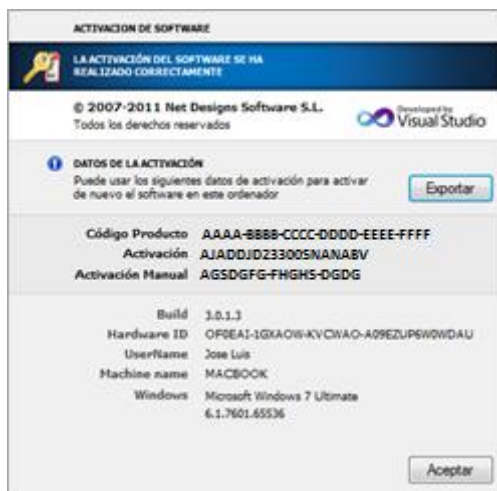 ACTIVACION DE SOFTWARE
LA ACTIVACIÓN DEL SOFTWARE SE HA
REALIZADO CORRECTAMENTE
© 2007-2011 Net Designs Software S.L.
Todos los derechos reservados
Developed by
Visual Studio
DATOS DE LA ACTIVACIÓN
Puede usar los siguientes datos de activación para activar
de nuevo el software en este ordenador
Exportar
Código Producto AAAA-BBBB-CCCC-DDDD-EEEE-FFFF
Activación AJADDJD23300SNANABV
Activación Manual AGSDGFG-FHGHS-DGDG
Build 3.0.1.3
Hardware ID OF0EAI-1GXAOW-KVCWAO-A09EZUP6W0WDAU
UserName Jose Luis
Machine name MACBOOK
Windows Microsoft Windows 7 Ultimate
6.1.7601.65536
Aceptar